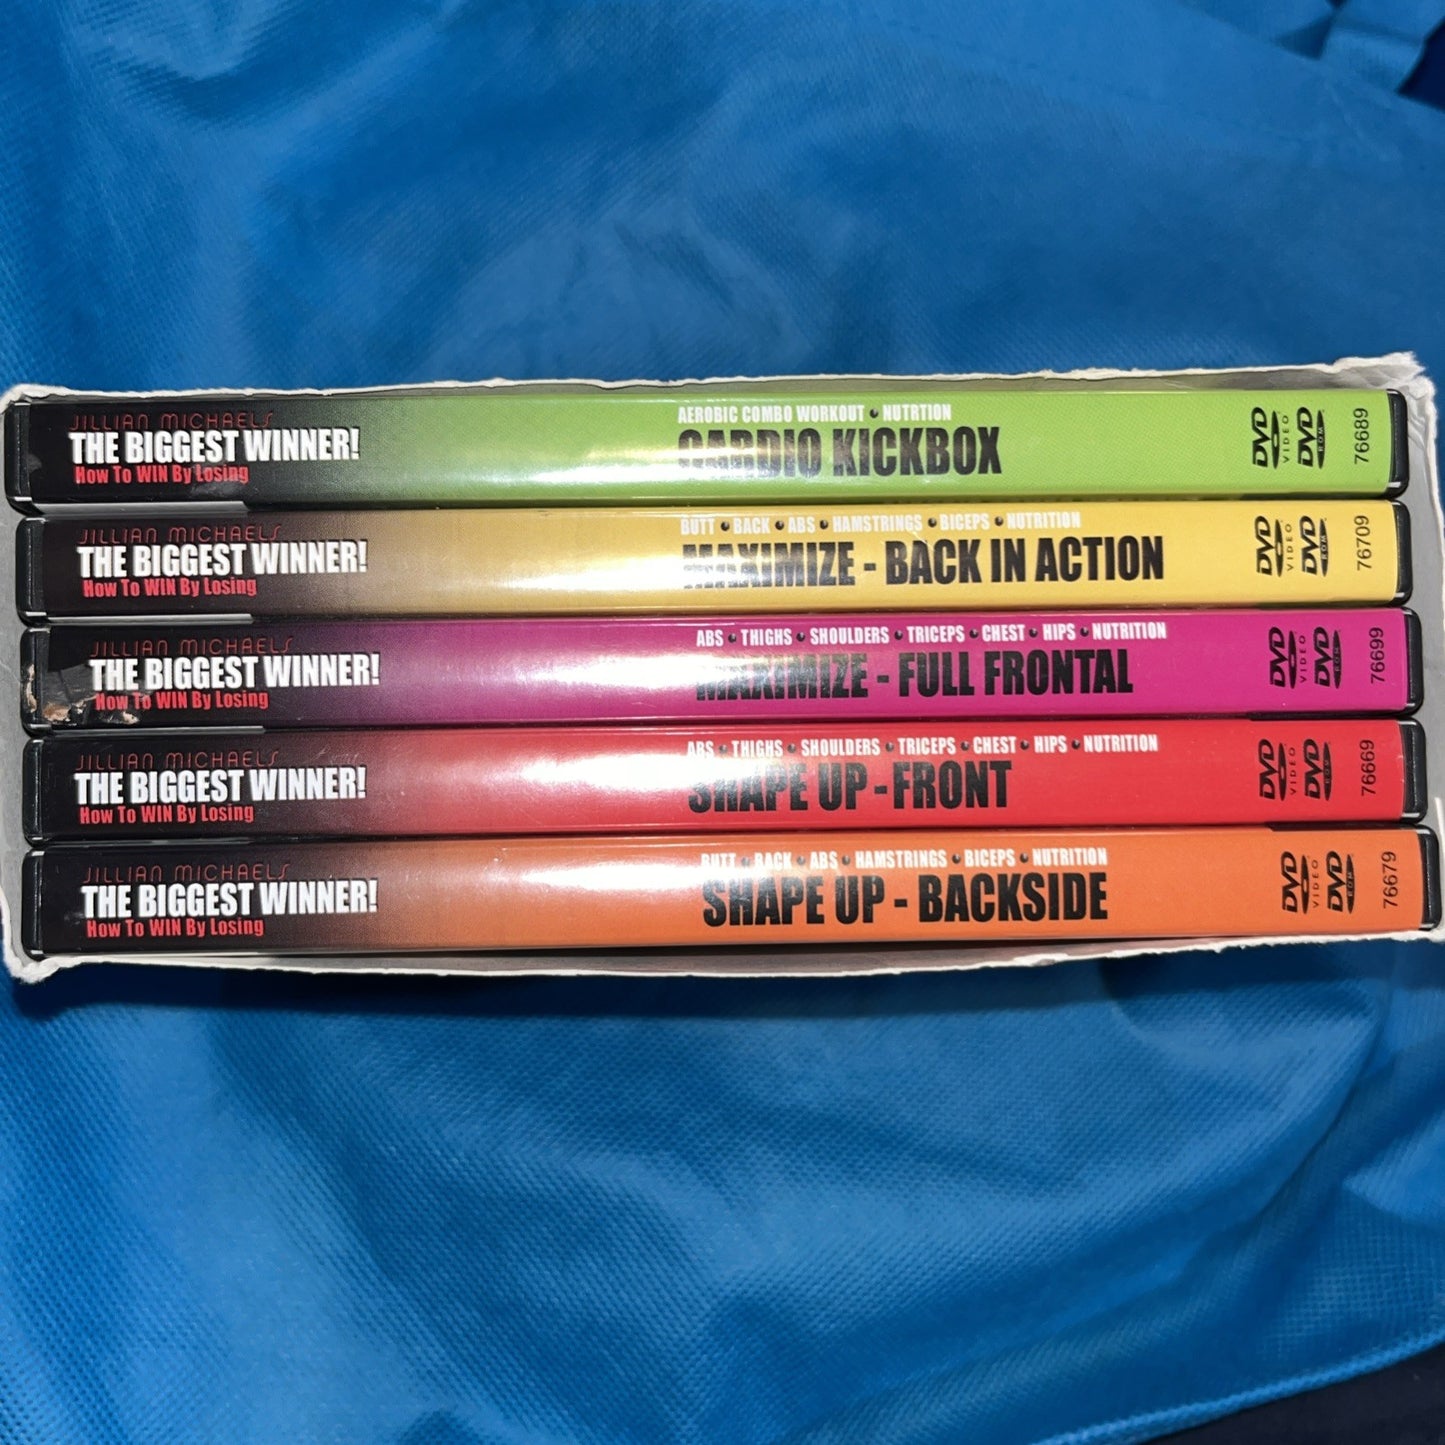 JILLIAN MICHAELS
THE BIGGEST WINNER!
How To WIN By Losing
AEROBIC COMBO WORKOUT • NUTRTION
CARDIO KICKBOX
DVD VIDEO DVD ROM 76689
JILLIAN MICHAELS
THE BIGGEST WINNER!
How To WIN By Losing
BUTT • BACK • ABS • HAMSTRINGS • BICEPS • NUTRITION
MAXIMIZE - BACK IN ACTION
DVD VIDEO DVD ROM 76709
JILLIAN MICHAELS
THE BIGGEST WINNER!
How To WIN By Losing
ABS • THIGHS • SHOULDERS • TRICEPS • CHEST • HIPS • NUTRITION
MAXIMIZE - FULL FRONTAL
DVD VIDEO DVD ROM 76699
JILLIAN MICHAELS
THE BIGGEST WINNER!
How To WIN By Losing
ABS • THIGHS • SHOULDERS • TRICEPS • CHEST • HIPS • NUTRITION
SHAPE UP - FRONT
DVD VIDEO DVD ROM 76669
JILLIAN MICHAELS
THE BIGGEST WINNER!
How To WIN By Losing
BUTT • BACK • ABS • HAMSTRINGS • BICEPS • NUTRITION
SHAPE UP - BACKSIDE
DVD VIDEO DVD ROM 76679